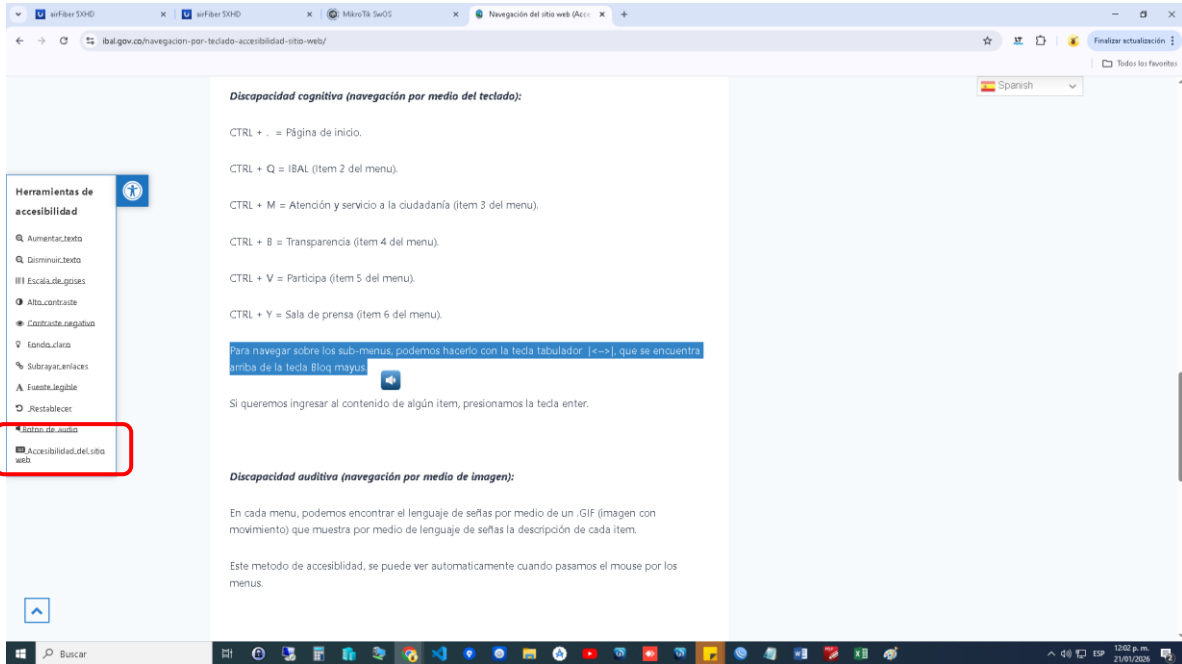 airFiber 5XHD
airFiber 5XHD
MikroTik SwOS
Navegación del sitio web (Acce
ibal.gov.co/navegacion-por-teclado-accesibilidad-sitio-web/
Finalizar actualización
Todos los favoritos
Spanish
Discapacidad cognitiva (navegación por medio del teclado):
CTRL + . = Página de inicio.
CTRL + Q = IBAL (Item 2 del menu).
CTRL + M = Atención y servicio a la ciudadanía (item 3 del menu).
CTRL + B = Transparencia (item 4 del menu).
CTRL + V = Participa (item 5 del menu).
CTRL + Y = Sala de prensa (item 6 del menu).
Para navegar sobre los sub-menus, podemos hacerlo con la tecla tabulador |<-->|, que se encuentra
arriba de la tecla Bloq mayus.
Si queremos ingresar al contenido de algún item, presionamos la tecla enter.
Discapacidad auditiva (navegación por medio de imagen):
En cada menu, podemos encontrar el lenguaje de señas por medio de un .GIF (imagen con
movimiento) que muestra por medio de lenguaje de señas la descripción de cada item.
Este metodo de accesiblidad, se puede ver automaticamente cuando pasamos el mouse por los
menus.
Herramientas de
accesibilidad
Aumentar texto
Disminuir texto
Escala de grises
Alto contraste
Contraste negativo
Fondo claro
Subrayar enlaces
Fuente legible
Restablecer
Boton de audio
Accesibilidad del sitio
web
Buscar
ESP
12:02 p. m.
21/01/2026